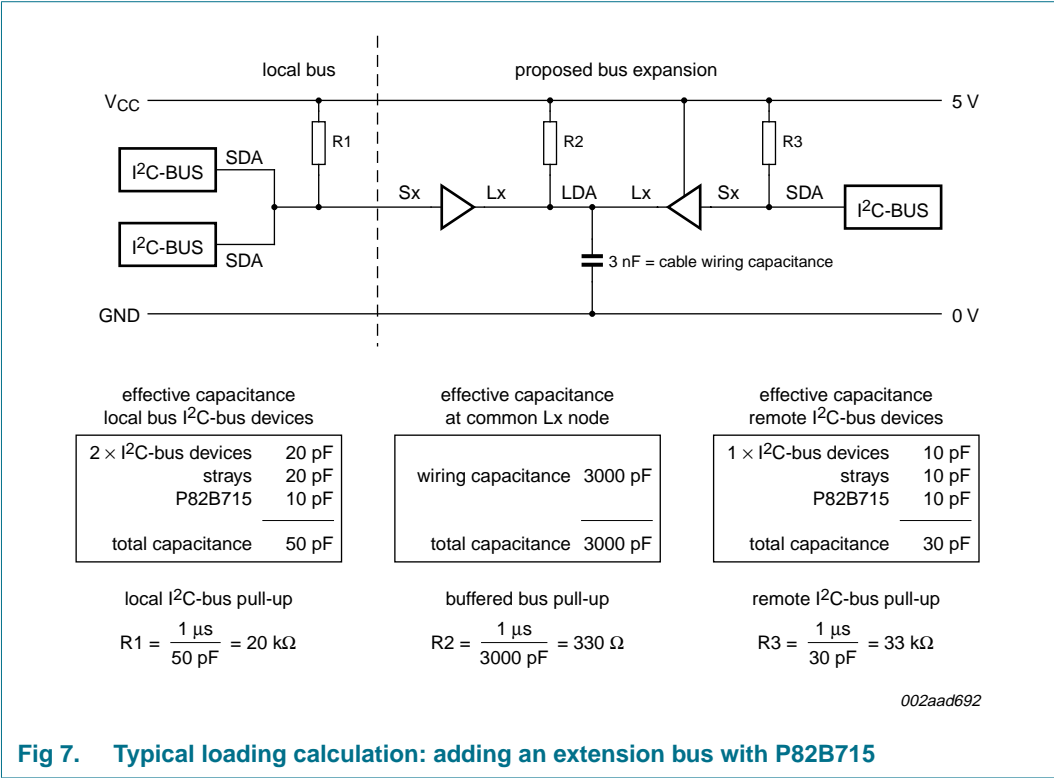 local bus
proposed bus expansion
VCC
5 V
R1
R2
R3
I2C-BUS
SDA
Sx
Lx
LDA
Lx
Sx
SDA
I2C-BUS
I2C-BUS
SDA
3 nF = cable wiring capacitance
GND
0 V
effective capacitance
local bus I2C-bus devices
2 × I2C-bus devices 20 pF
strays 20 pF
P82B715 10 pF
total capacitance 50 pF
local I2C-bus pull-up
R1 = 1 μs / 50 pF = 20 kΩ
effective capacitance
at common Lx node
wiring capacitance 3000 pF
total capacitance 3000 pF
buffered bus pull-up
R2 = 1 μs / 3000 pF = 330 Ω
effective capacitance
remote I2C-bus devices
1 × I2C-bus devices 10 pF
strays 10 pF
P82B715 10 pF
total capacitance 30 pF
remote I2C-bus pull-up
R3 = 1 μs / 30 pF = 33 kΩ
002aad692
Fig 7. Typical loading calculation: adding an extension bus with P82B715